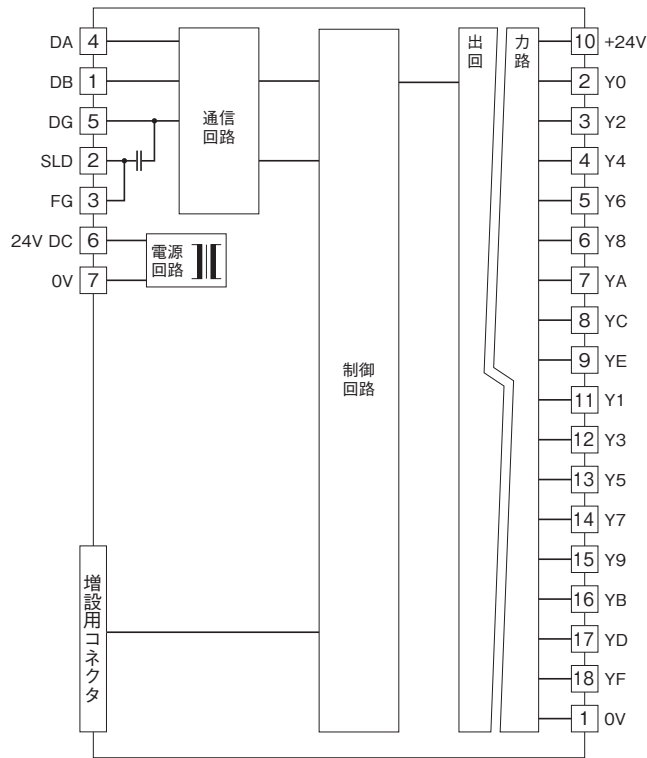 DA 4
DB 1
DG 5
SLD 2
FG 3
24V DC 6
0V 7
通信
回路
電源
回路
制御
回路
増設用コネクタ
出力
回路
10 +24V
2 Y0
3 Y2
4 Y4
5 Y6
6 Y8
7 YA
8 YC
9 YE
11 Y1
12 Y3
13 Y5
14 Y7
15 Y9
16 YB
17 YD
18 YF
1 0V